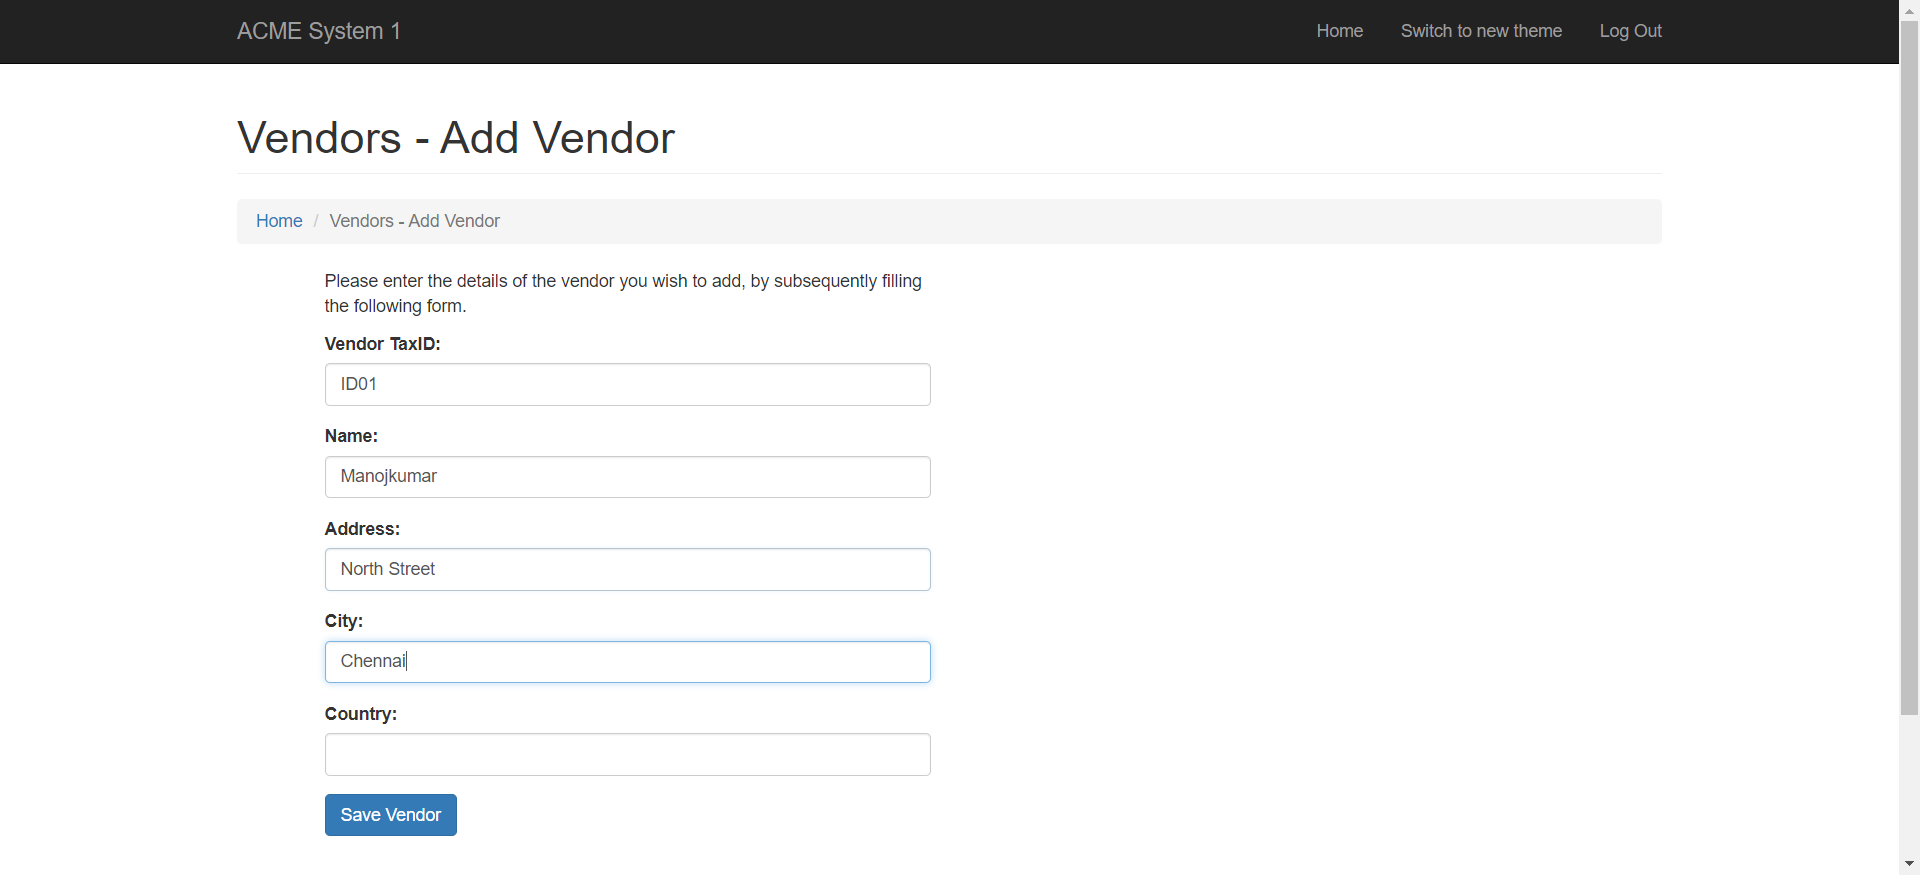 ACME System 1
Home
Switch to new theme
Log Out
Vendors - Add Vendor
Home / Vendors - Add Vendor
Please enter the details of the vendor you wish to add, by subsequently filling
the following form.
Vendor TaxID:
ID01
Name:
Manojkumar
Address:
North Street
City:
Chennai
Country:
Save Vendor